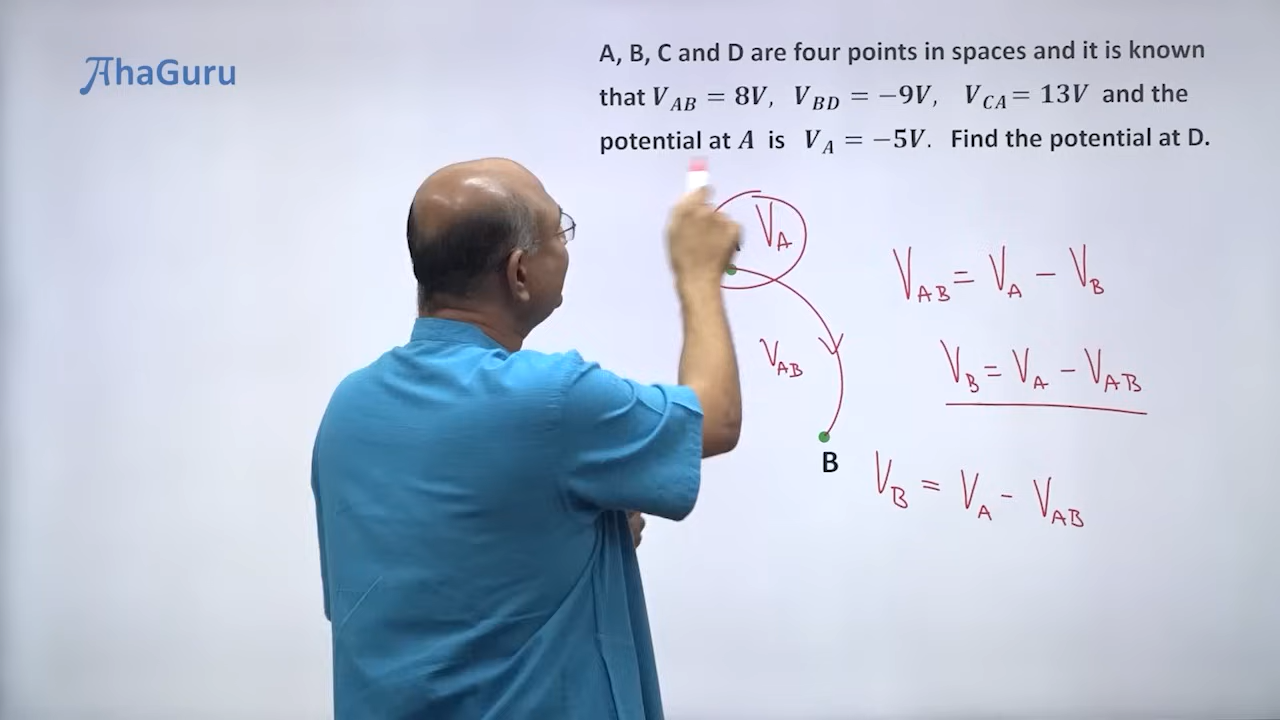 AhaGuru
A, B, C and D are four points in spaces and it is known
that V_AB = 8V, V_BD = −9V, V_CA = 13V and the
potential at A is V_A = −5V. Find the potential at D.
V_A
V_AB = V_A − V_B
V_AB
V_B = V_A − V_AB
B
V_B = V_A − V_AB